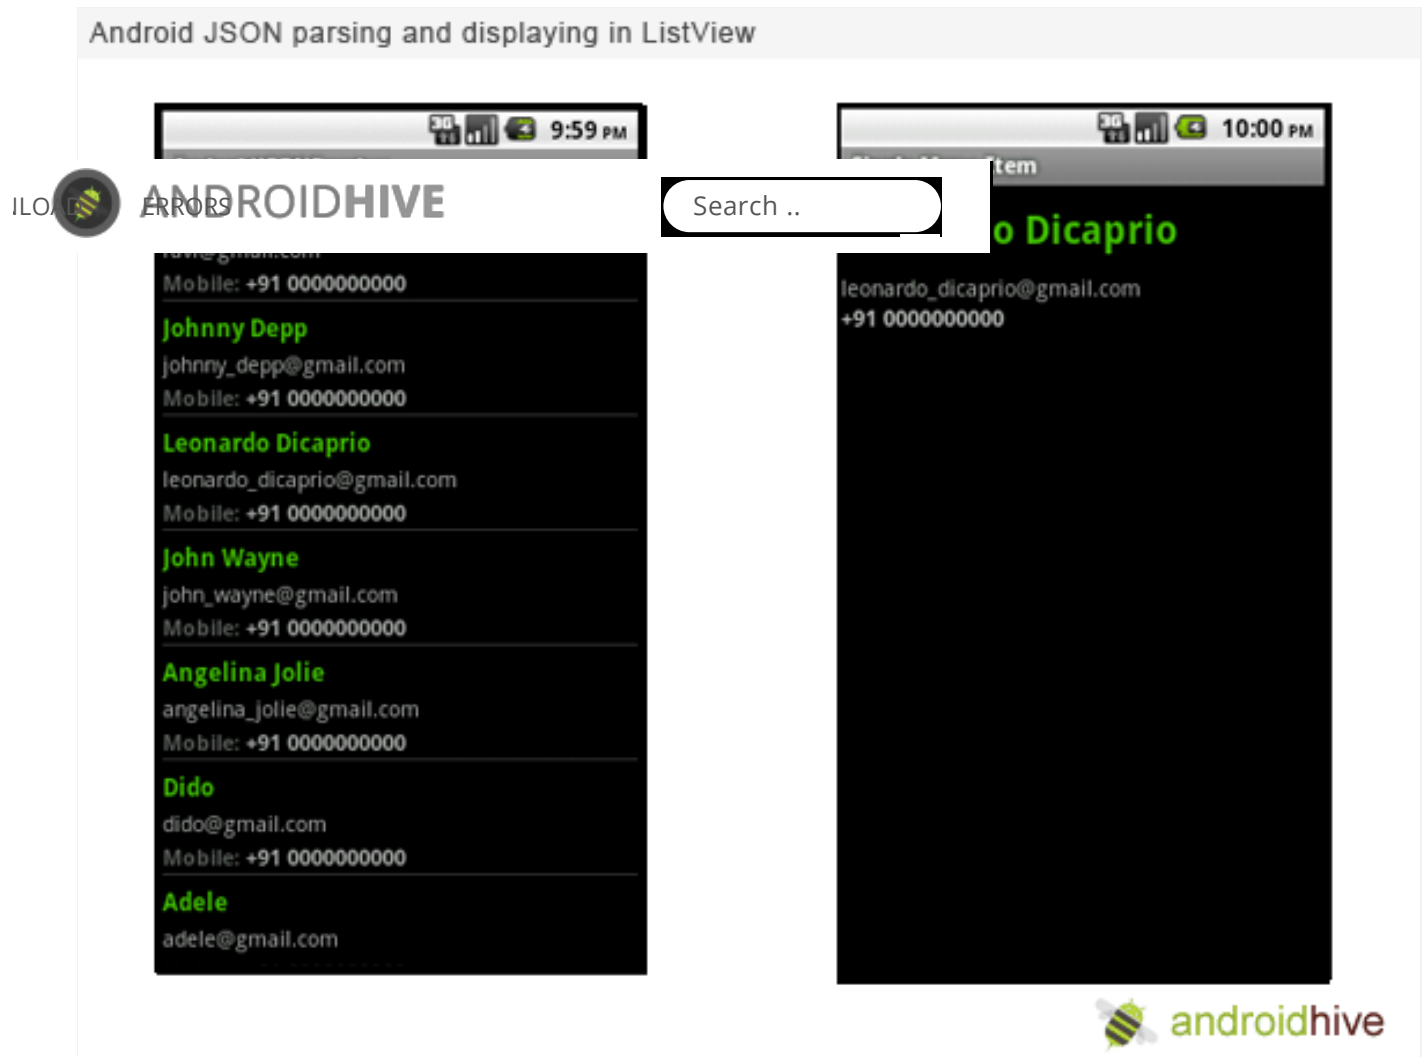 Android JSON parsing and displaying in ListView
3G 9:59 PM
ERRORS
ANDROIDHIVE
Search ..
Mobile: +91 0000000000
Johnny Depp
johnny_depp@gmail.com
Mobile: +91 0000000000
Leonardo Dicaprio
leonardo_dicaprio@gmail.com
Mobile: +91 0000000000
John Wayne
john_wayne@gmail.com
Mobile: +91 0000000000
Angelina Jolie
angelina_jolie@gmail.com
Mobile: +91 0000000000
Dido
dido@gmail.com
Mobile: +91 0000000000
Adele
adele@gmail.com
3G 10:00 PM
o Dicaprio
leonardo_dicaprio@gmail.com
+91 0000000000
androidhive